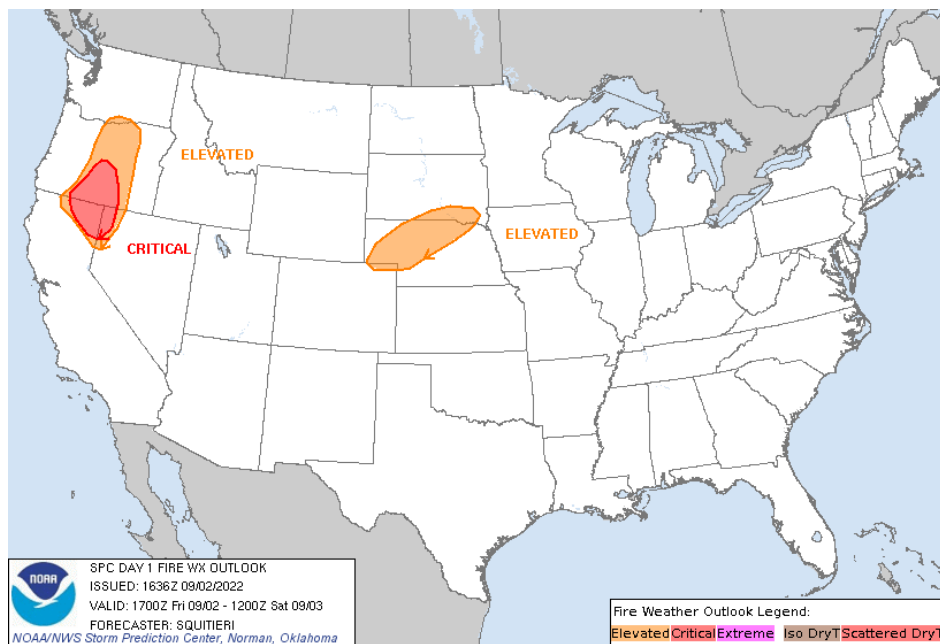 ELEVATED
ELEVATED
CRITICAL
NOAA
SPC DAY 1 FIRE WX OUTLOOK
ISSUED: 1636Z 09/02/2022
VALID: 1700Z Fri 09/02 - 1200Z Sat 09/03
FORECASTER: SQUITIERI
NOAA/NWS Storm Prediction Center, Norman, Oklahoma
Fire Weather Outlook Legend:
Elevated Critical Extreme Iso DryT Scattered DryT